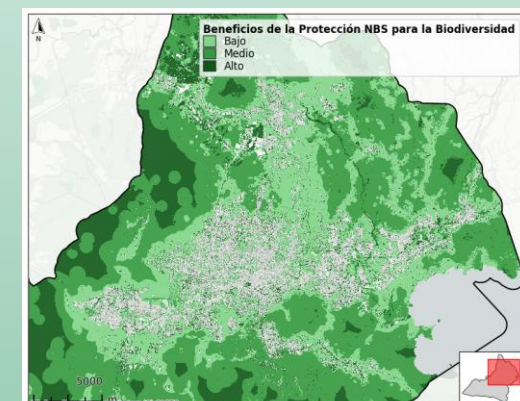 N
Beneficios de la Protección NBS para la Biodiversidad
Bajo
Medio
Alto
5000
m